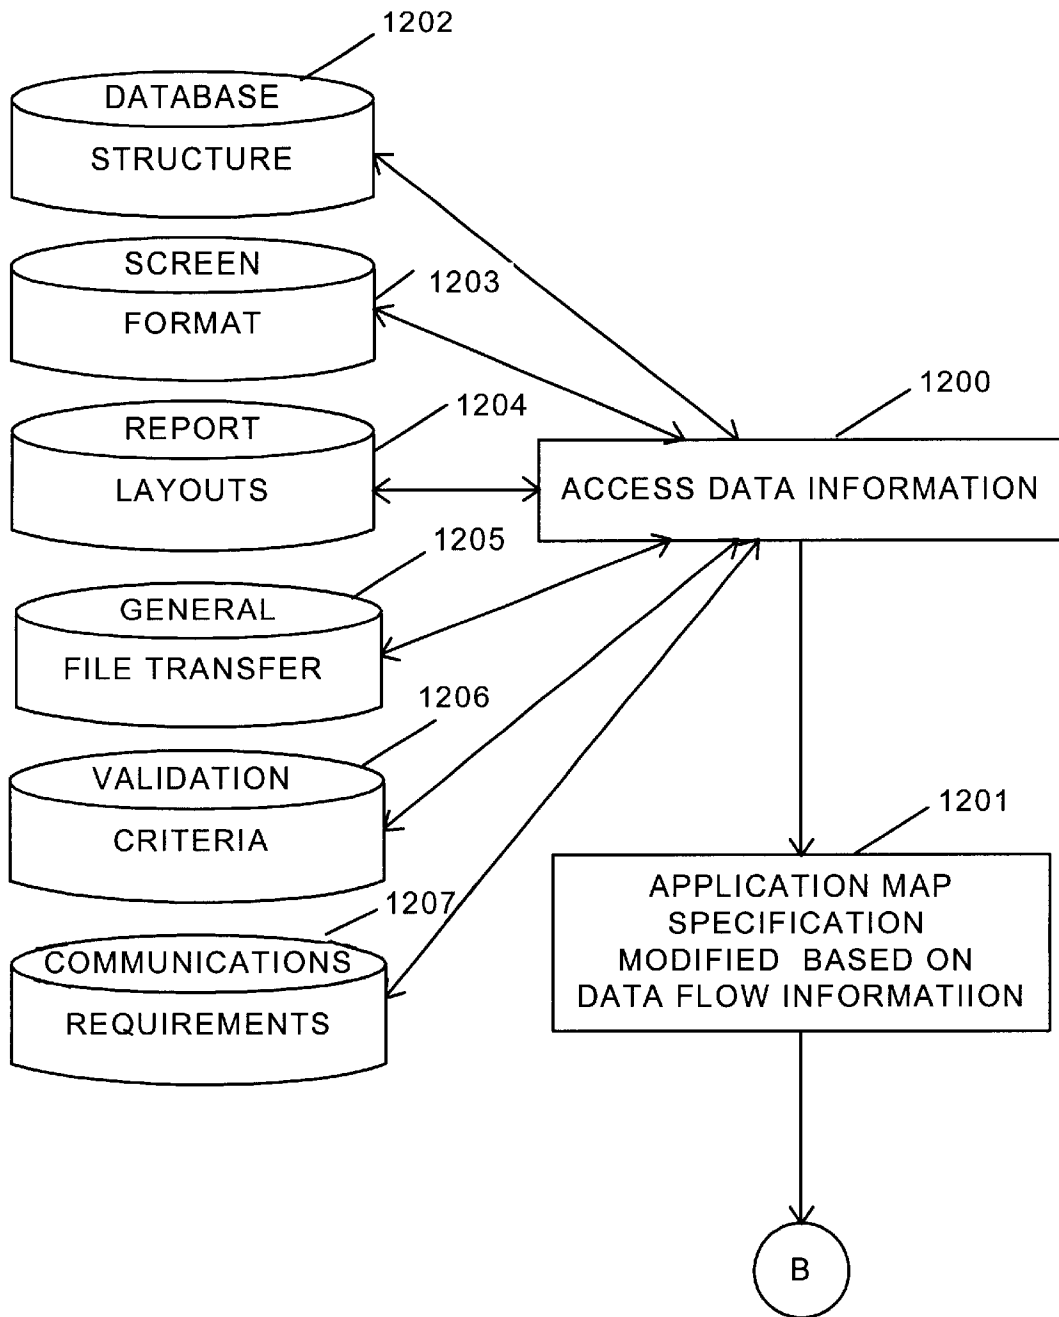 1202
DATABASE
STRUCTURE
SCREEN
FORMAT
1203
REPORT
LAYOUTS
1204
1200
ACCESS DATA INFORMATION
GENERAL
FILE TRANSFER
1205
VALIDATION
CRITERIA
1206
COMMUNICATIONS
REQUIREMENTS
1207
1201
APPLICATION MAP
SPECIFICATION
MODIFIED BASED ON
DATA FLOW INFORMATIION
B